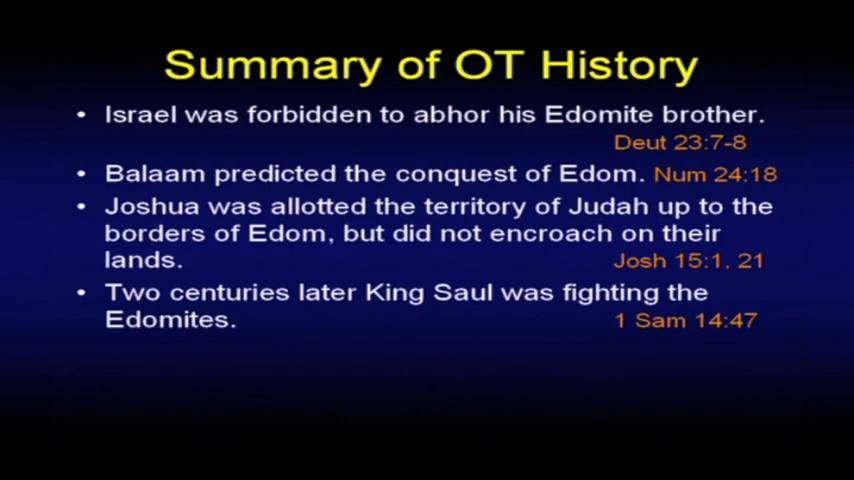 Summary of OT History
• Israel was forbidden to abhor his Edomite brother.
Deut 23:7-8
• Balaam predicted the conquest of Edom. Num 24:18
• Joshua was allotted the territory of Judah up to the
borders of Edom, but did not encroach on their
lands. Josh 15:1, 21
• Two centuries later King Saul was fighting the
Edomites. 1 Sam 14:47